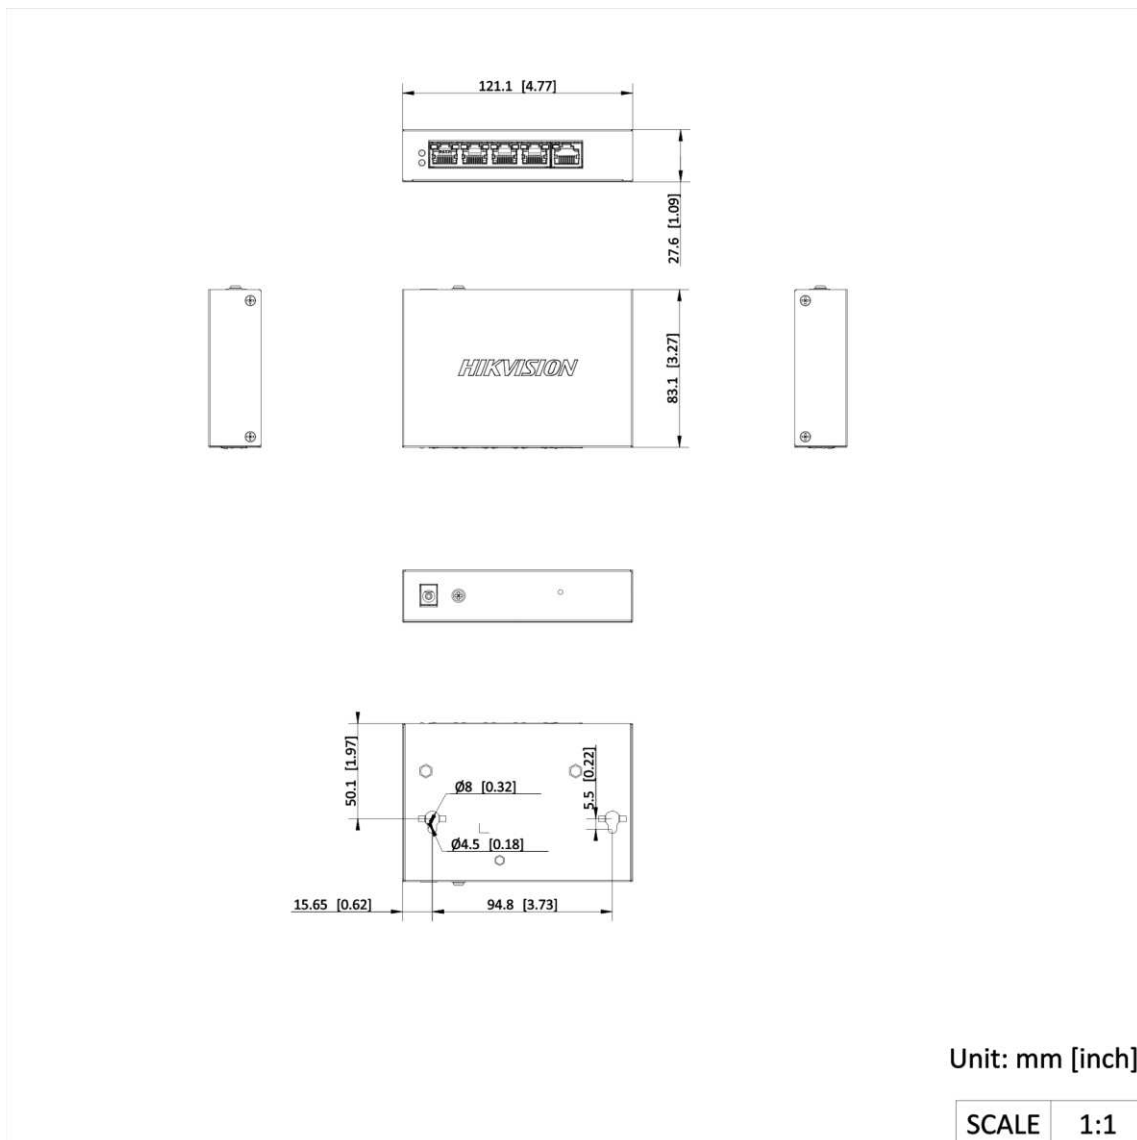 121.1 [4.77]
27.6 [1.09]
HIKVISION
83.1 [3.27]
50.1 [1.97]
Ø8 [0.32]
5.5 [0.22]
Ø4.5 [0.18]
15.65 [0.62]
94.8 [3.73]
Unit: mm [inch]
SCALE 1:1